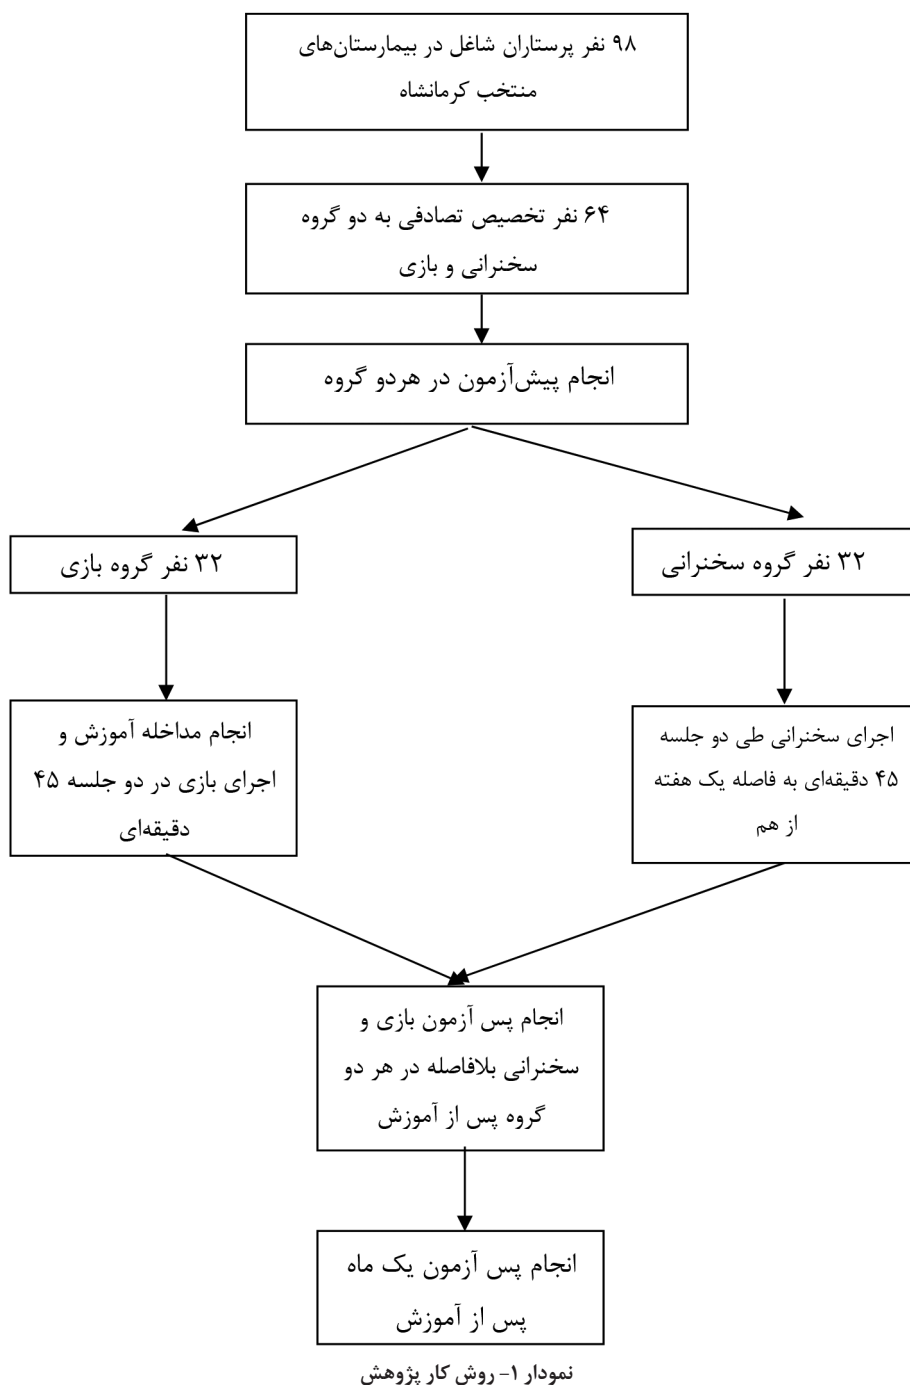 ۹۸ نفر پرستاران شاغل در بیمارستان‌های
منتخب کرمانشاه
۶۴ نفر تخصیص تصادفی به دو گروه
سخنرانی و بازی
انجام پیش‌آزمون در هردو گروه
۳۲ نفر گروه سخنرانی
۳۲ نفر گروه بازی
اجرای سخنرانی طی دو جلسه
۴۵ دقیقه‌ای به فاصله یک هفته
از هم
انجام مداخله آموزش و
اجرای بازی در دو جلسه ۴۵
دقیقه‌ای
انجام پس آزمون بازی و
سخنرانی بلافاصله در هر دو
گروه پس از آموزش
انجام پس آزمون یک ماه
پس از آموزش
نمودار ۱- روش کار پژوهش